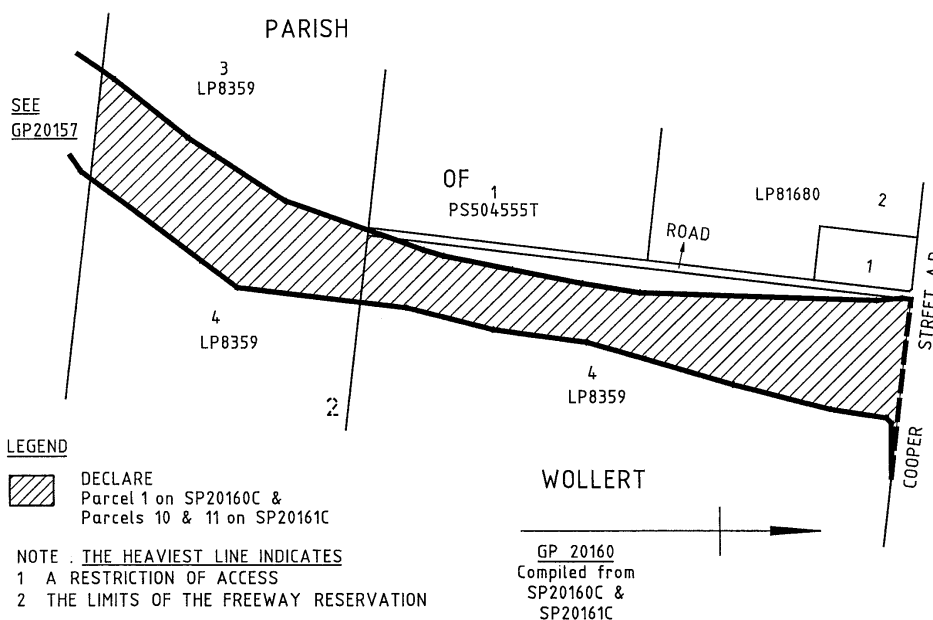 PARISH
3
LP8359
SEE
GP20157
OF
1
PS504555T
LP81680
2
ROAD
1
STREET A.D.
COOPER
4
LP8359
4
LP8359
2
LEGEND
DECLARE
Parcel 1 on SP20160C &
Parcels 10 & 11 on SP20161C
WOLLERT
NOTE . THE HEAVIEST LINE INDICATES
1 A RESTRICTION OF ACCESS
2 THE LIMITS OF THE FREEWAY RESERVATION
GP 20160
Compiled from
SP20160C &
SP20161C